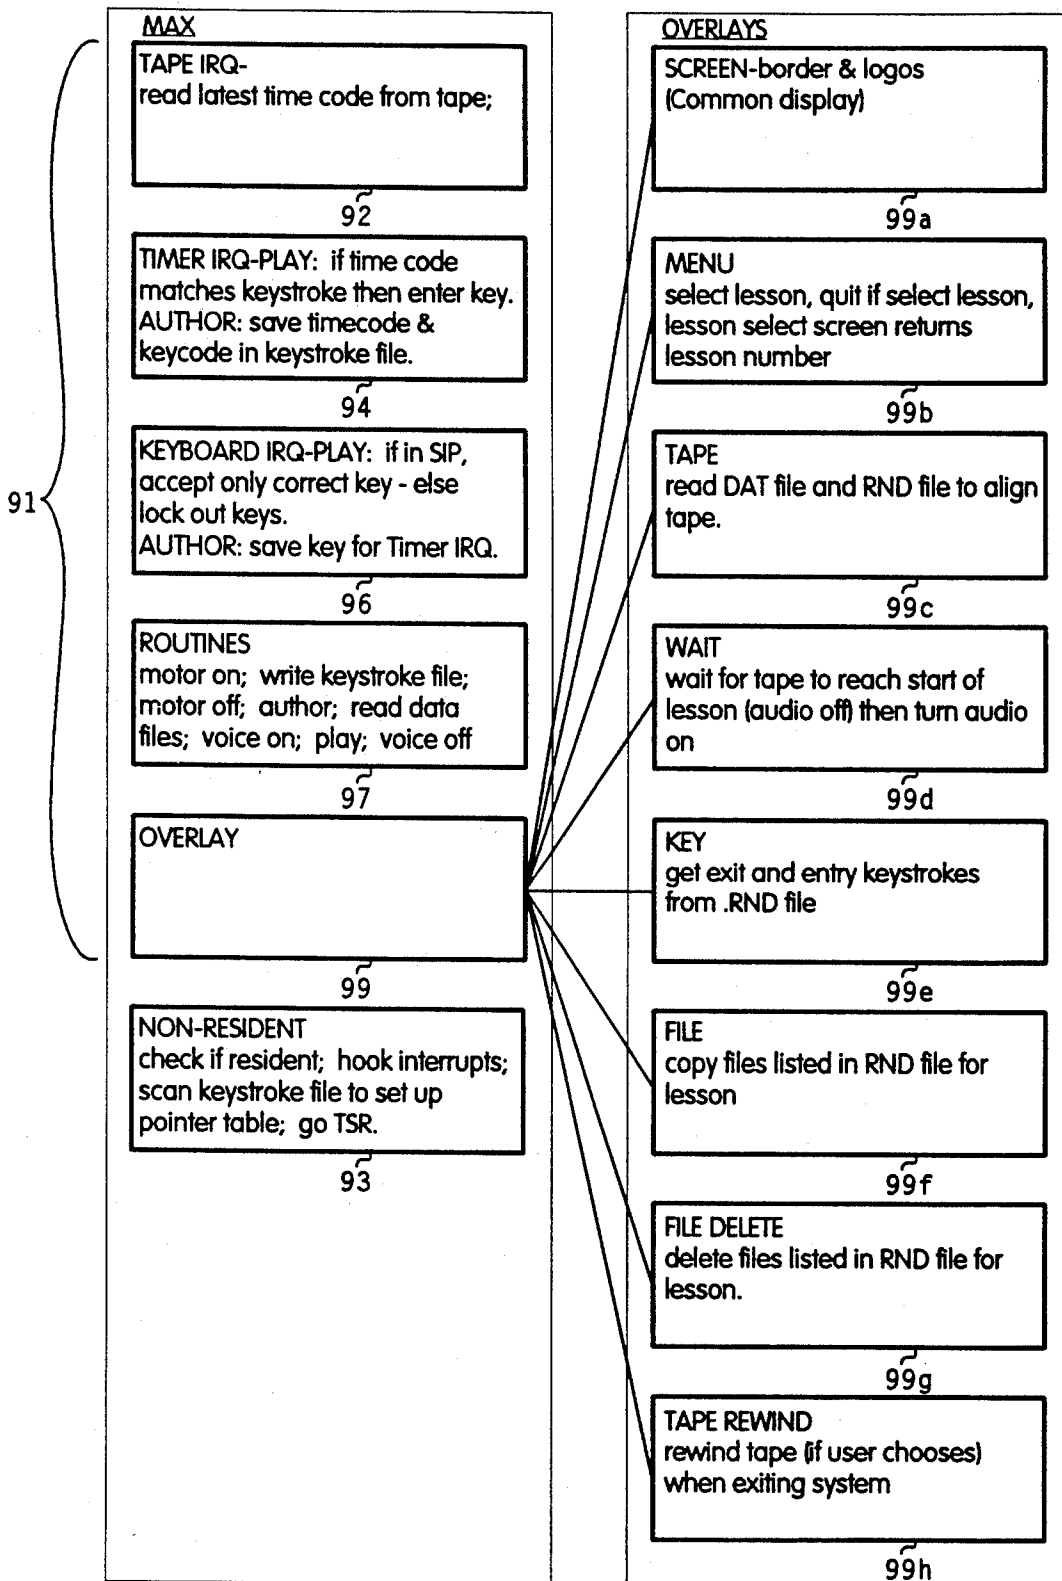 MAX
TAPE IRQ-
read latest time code from tape;
92
TIMER IRQ-PLAY: if time code
matches keystroke then enter key.
AUTHOR: save timecode &
keycode in keystroke file.
94
KEYBOARD IRQ-PLAY: if in SIP,
accept only correct key - else
lock out keys.
AUTHOR: save key for Timer IRQ.
96
ROUTINES
motor on; write keystroke file;
motor off; author; read data
files; voice on; play; voice off
97
OVERLAY
99
NON-RESIDENT
check if resident; hook interrupts;
scan keystroke file to set up
pointer table; go TSR.
93
91
OVERLAYS
SCREEN-border & logos
(Common display)
99a
MENU
select lesson, quit if select lesson,
lesson select screen returns
lesson number
99b
TAPE
read DAT file and RND file to align
tape.
99c
WAIT
wait for tape to reach start of
lesson (audio off) then turn audio
on
99d
KEY
get exit and entry keystrokes
from .RND file
99e
FILE
copy files listed in RND file for
lesson
99f
FILE DELETE
delete files listed in RND file for
lesson.
99g
TAPE REWIND
rewind tape (if user chooses)
when exiting system
99h